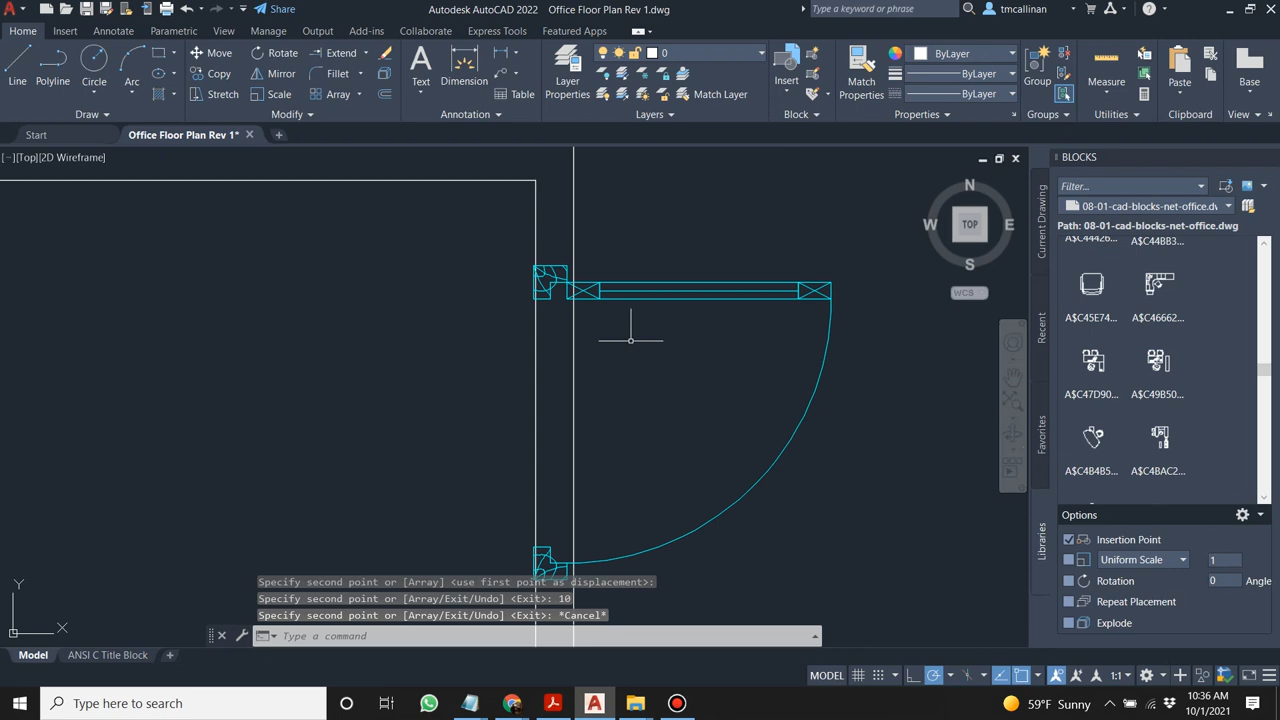 Share
Autodesk AutoCAD 2022 Office Floor Plan Rev 1.dwg
Type a keyword or phrase
tmcallinan
Home Insert Annotate Parametric View Manage Output Add-ins Collaborate Express Tools Featured Apps
Line Polyline Circle Arc
Move Rotate Extend
Copy Mirror Fillet
Stretch Scale Array
Text Dimension Table
Layer Properties
0
Match Layer
Insert
Match Properties
ByLayer
ByLayer
ByLayer
Group Measure Paste Base
Draw Modify Annotation Layers Block Properties Groups Utilities Clipboard View
Start Office Floor Plan Rev 1* +
[−][Top][2D Wireframe]
N
W TOP E
S
WCS
BLOCKS
Filter...
08-01-cad-blocks-net-office.dw
Path: 08-01-cad-blocks-net-office.dwg
A$C44426... A$C44BB3...
A$C45E74... A$C46662...
A$C47D90... A$C49B50...
A$C4B4B5... A$C4BAC2...
Current Drawing
Recent
Favorites
Libraries
Options
Insertion Point
Uniform Scale 1
Rotation 0 Angle
Repeat Placement
Explode
Specify second point or [Array] <use first point as displacement>:
Specify second point or [Array/Exit/Undo] <Exit>: 10
Specify second point or [Array/Exit/Undo] <Exit>: *Cancel*
Type a command
Y
X
Model ANSI C Title Block +
MODEL 1:1
Type here to search
59°F Sunny
10:36 AM
10/1/2021